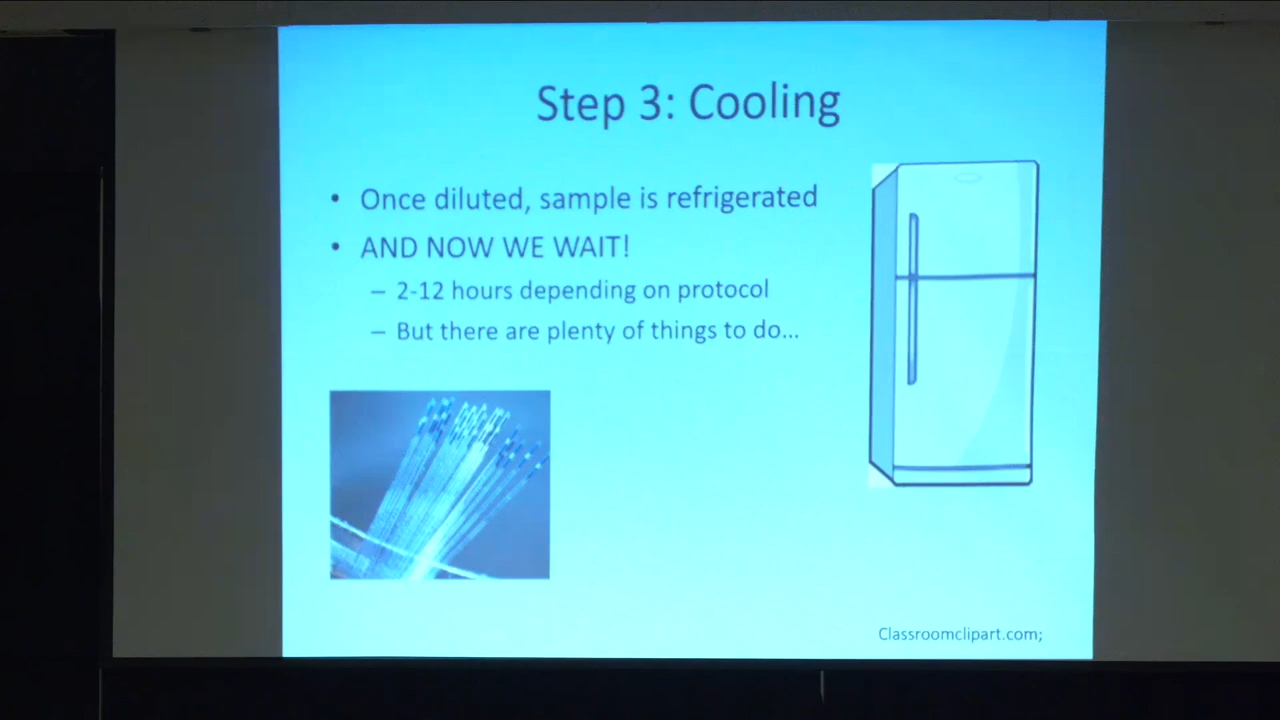 Step 3: Cooling
• Once diluted, sample is refrigerated
• AND NOW WE WAIT!
– 2-12 hours depending on protocol
– But there are plenty of things to do...
Classroomclipart.com;